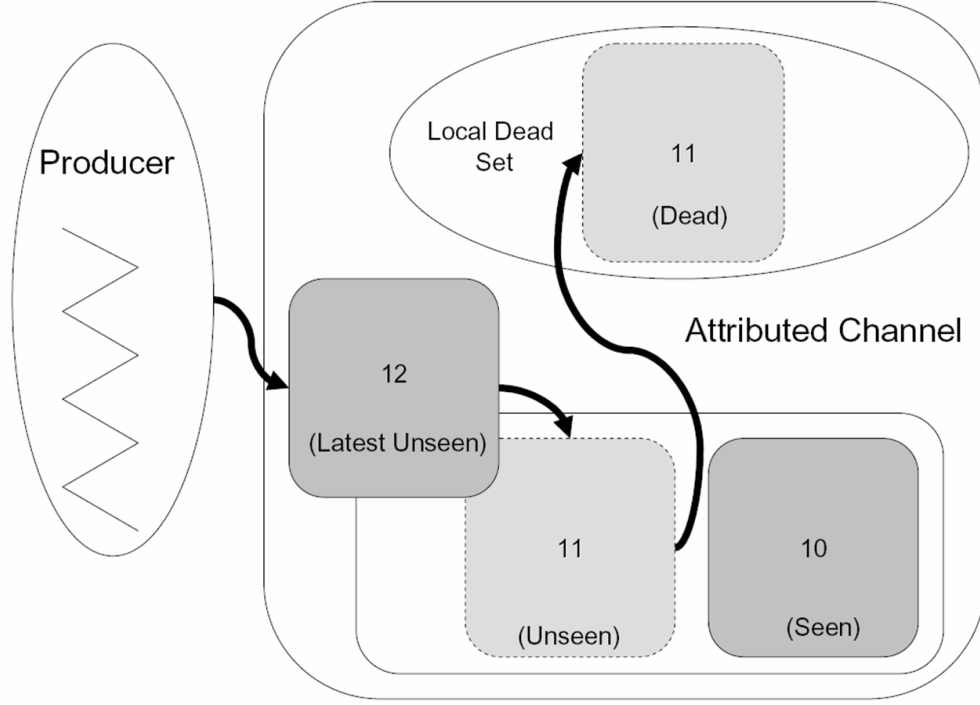 Producer
Local Dead
Set
11
(Dead)
Attributed Channel
12
(Latest Unseen)
11
(Unseen)
10
(Seen)